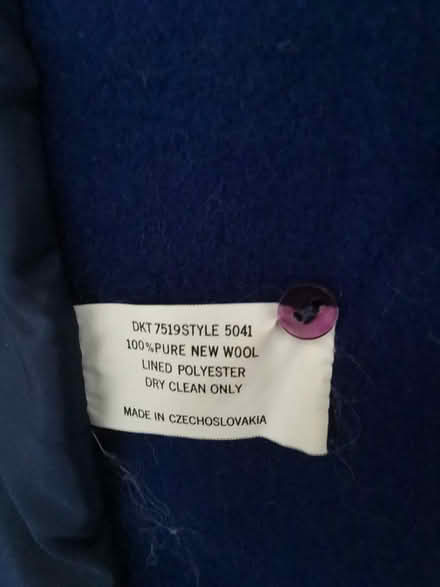 DKT 7519STYLE 5041
100%PURE NEW WOOL
LINED POLYESTER
DRY CLEAN ONLY
MADE IN CZECHOSLOVAKIA